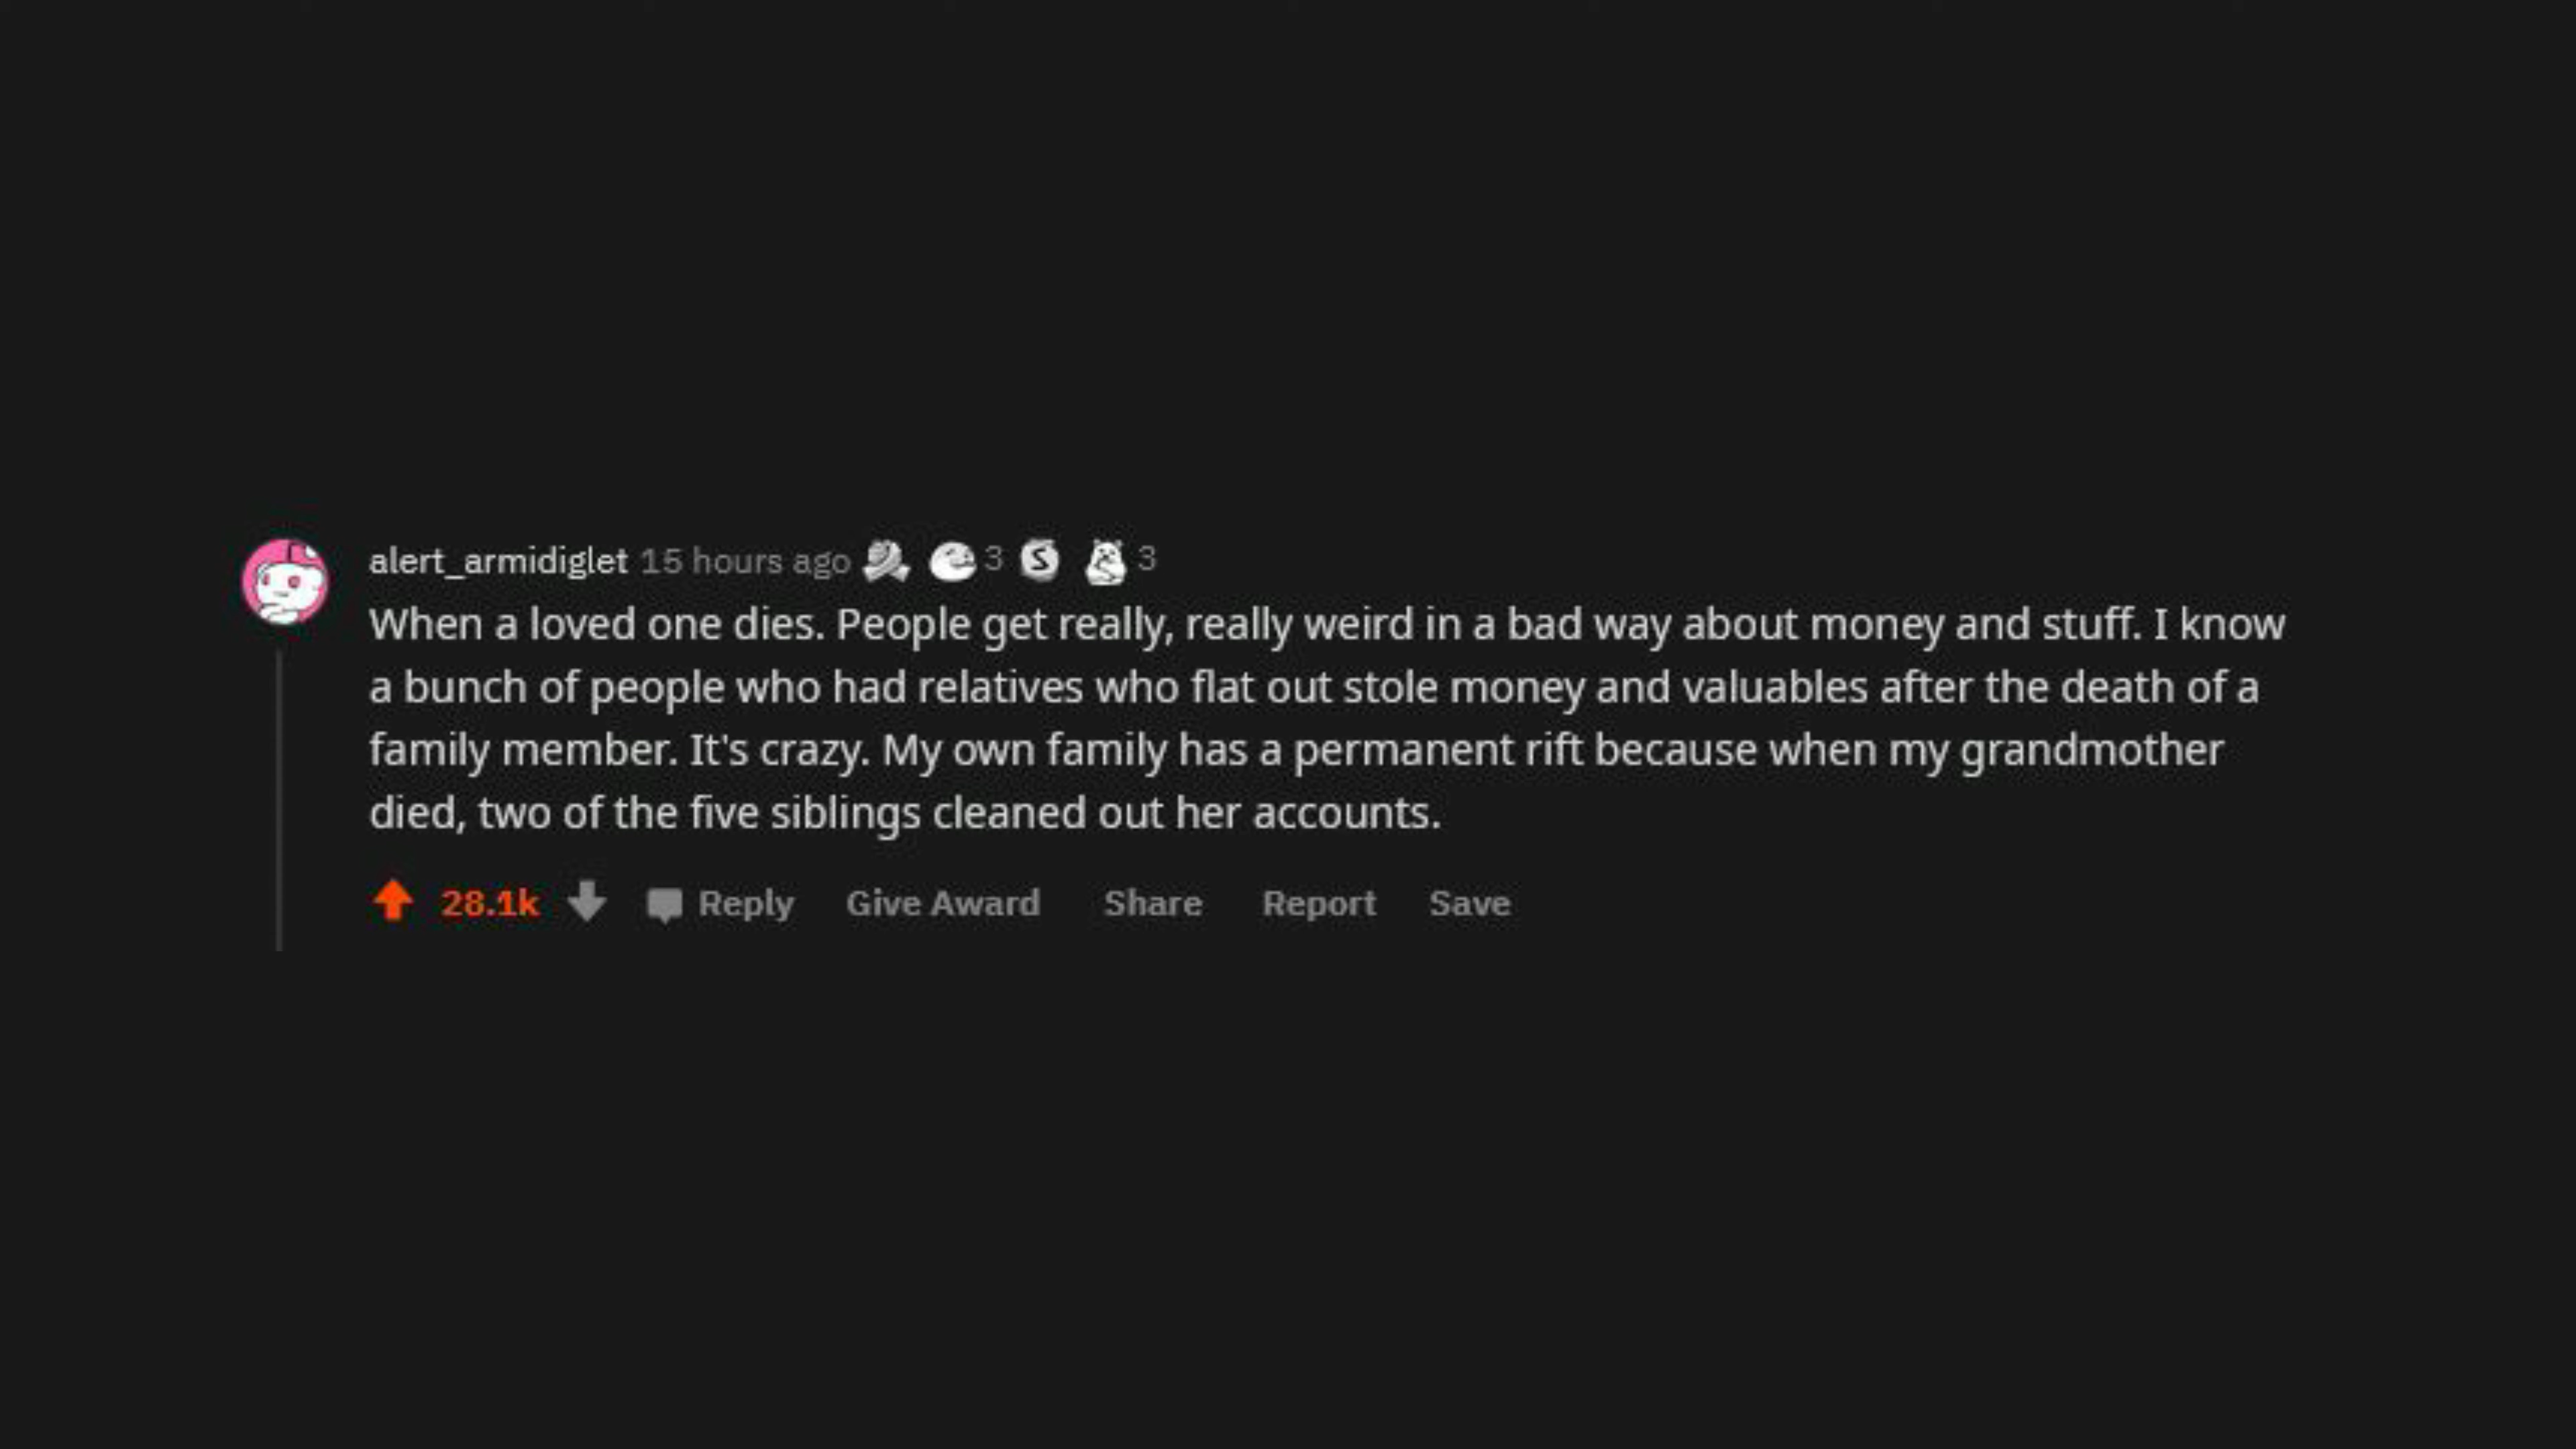 alert_armidiglet 15 hours ago 3 S 3
When a loved one dies. People get really, really weird in a bad way about money and stuff. I know
a bunch of people who had relatives who flat out stole money and valuables after the death of a
family member. It's crazy. My own family has a permanent rift because when my grandmother
died, two of the five siblings cleaned out her accounts.
28.1k Reply Give Award Share Report Save